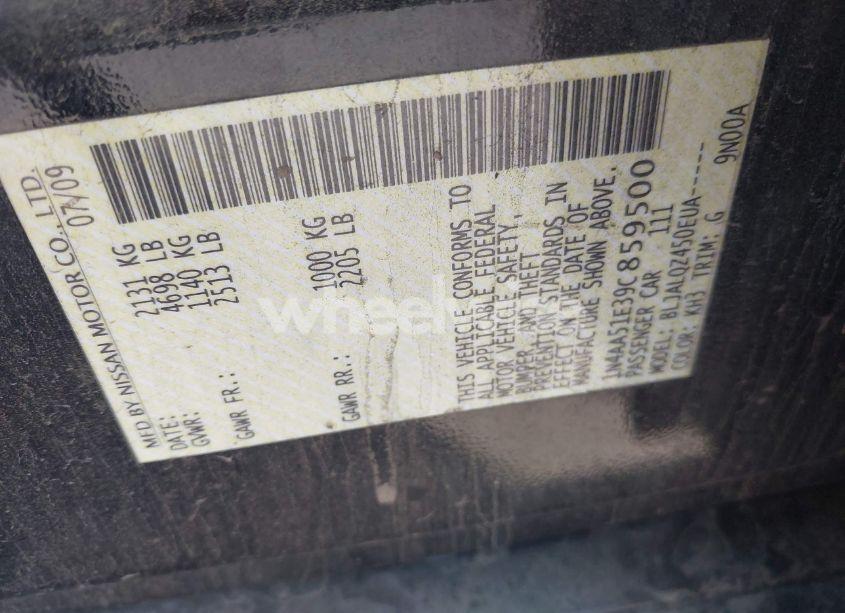 MFD BY NISSAN MOTOR CO., LTD.
DATE: 07/09
GVWR: 2131 KG
4698 LB
GAWR FR.: 1140 KG
2513 LB
GAWR RR.: 1000 KG
2205 LB
THIS VEHICLE CONFORMS TO
ALL APPLICABLE FEDERAL
MOTOR VEHICLE SAFETY,
BUMPER, AND THEFT
PREVENTION STANDARDS IN
EFFECT ON THE DATE OF
MANUFACTURE SHOWN ABOVE.
1N4AA51E39C859500
PASSENGER CAR 111
MODEL: BLJALQZ450EUA-----
COLOR: KH3 TRIM: G 9N00A